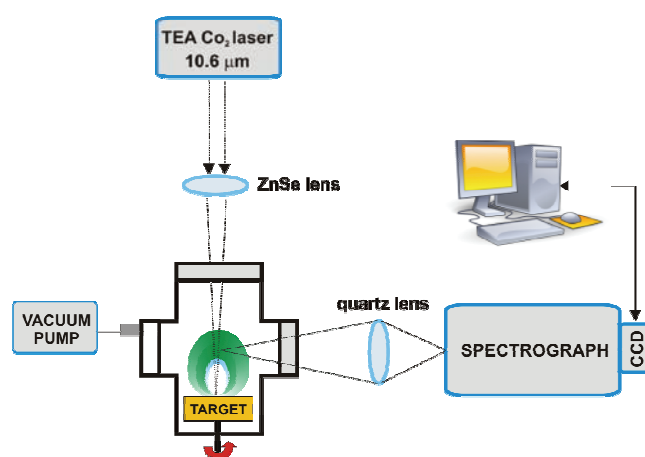 TEA Co₂ laser
10.6 μm
ZnSe lens
quartz lens
VACUUM
PUMP
SPECTROGRAPH
CCD
TARGET